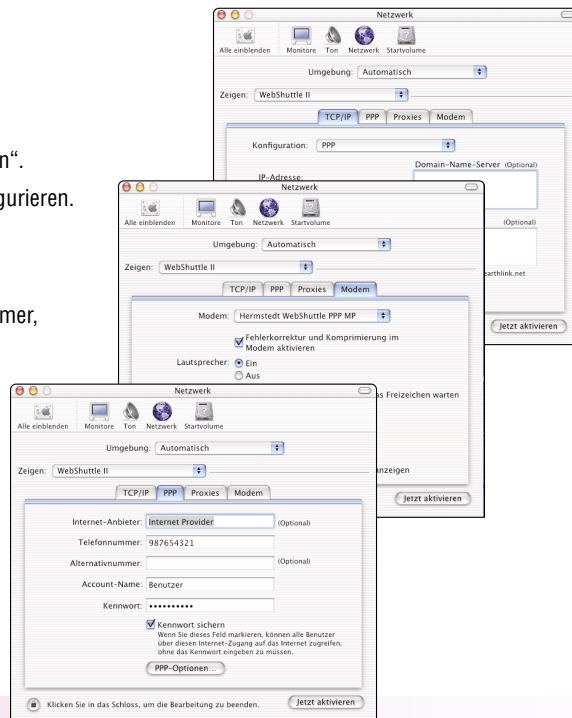 n“.
gurieren.
mer,
Netzwerk
Alle einblenden Monitore Ton Netzwerk Startvolume
Umgebung: Automatisch
Zeigen: WebShuttle II
TCP/IP PPP Proxies Modem
Konfiguration: PPP
Domain-Name-Server (Optional)
IP-Adresse:
(Optional)
earthlink.net
Jetzt aktivieren
Netzwerk
Alle einblenden Monitore Ton Netzwerk Startvolume
Umgebung: Automatisch
Zeigen: WebShuttle II
TCP/IP PPP Proxies Modem
Modem: Hermstedt WebShuttle PPP MP
Fehlerkorrektur und Komprimierung im
Modem aktivieren
Lautsprecher: Ein
Aus
as Freizeichen warten
nzeigen
Jetzt aktivieren
Netzwerk
Alle einblenden Monitore Ton Netzwerk Startvolume
Umgebung: Automatisch
Zeigen: WebShuttle II
TCP/IP PPP Proxies Modem
Internet-Anbieter: Internet Provider (Optional)
Telefonnummer: 987654321
Alternativnummer: (Optional)
Account-Name: Benutzer
Kennwort: ••••••••••
Kennwort sichern
Wenn Sie dieses Feld markieren, können alle Benutzer
über diesen Internet-Zugang auf das Internet zugreifen,
ohne das Kennwort eingeben zu müssen.
PPP-Optionen...
Klicken Sie in das Schloss, um die Bearbeitung zu beenden. Jetzt aktivieren